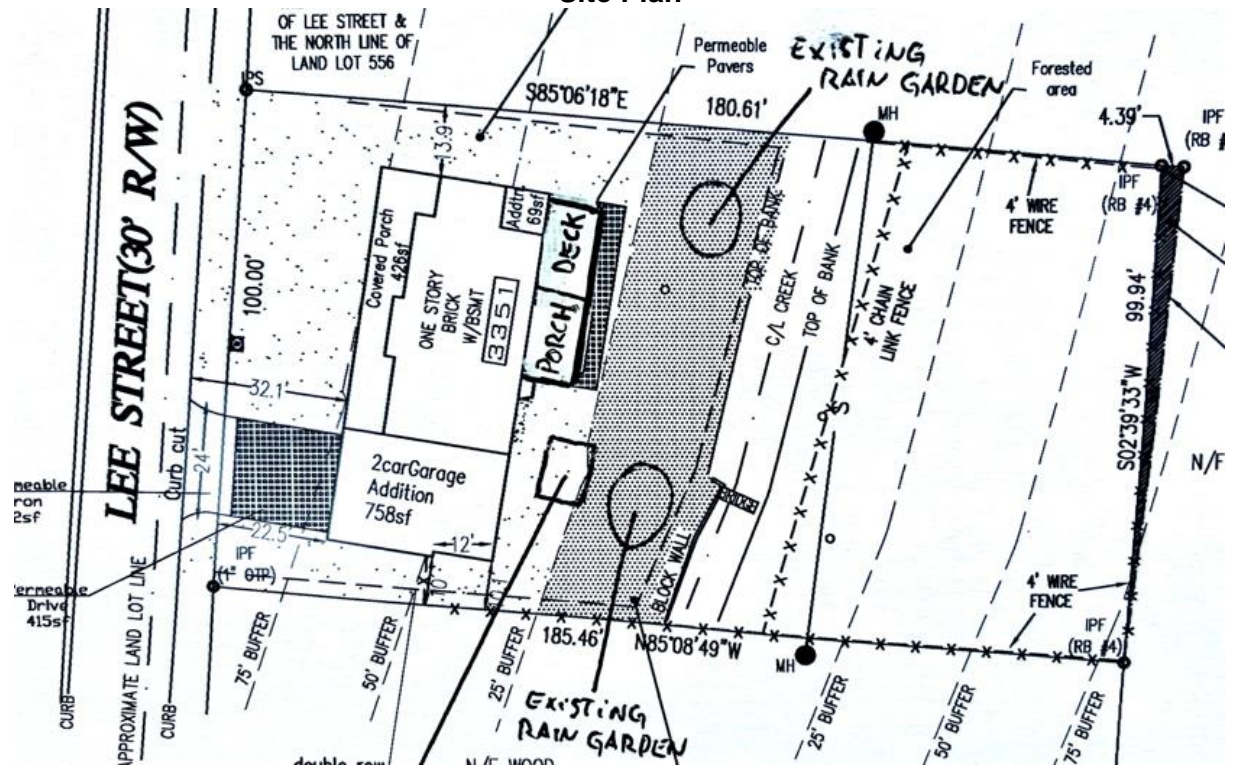 Site Plan
OF LEE STREET &
THE NORTH LINE OF
LAND LOT 556
Permeable
Pavers
EXISTING
RAIN GARDEN
Forested
area
IPS
S85°06'18"E
180.61'
MH
4.39'
IPF
IPF
(RB #4)
4' WIRE
FENCE
13.9'
LEE STREET(30' R/W)
100.00'
Covered Porch
426sf
ONE STORY
BRICK
W/BSMT
3351
Addtn
69sf
DECK
PORCH
TOP OF BANK
C/L CREEK
TOP OF BANK
4' CHAIN
LINK FENCE
S
99.94'
S02°39'33"W
N/F
32.1'
Curb cut
24'
2carGarage
Addition
758sf
22.5'
12'
10'
IPF
(1" OTP)
Drive
415sf
BRIDGE
BLOCK WALL
4' WIRE
FENCE
IPF
(RB #4)
185.46'
N85°08'49"W
MH
CURB
APPROXIMATE LAND LOT LINE
CURB
75' BUFFER
50' BUFFER
25' BUFFER
EXISTING
RAIN GARDEN
25' BUFFER
50' BUFFER
75' BUFFER
double row
N/F WOOD